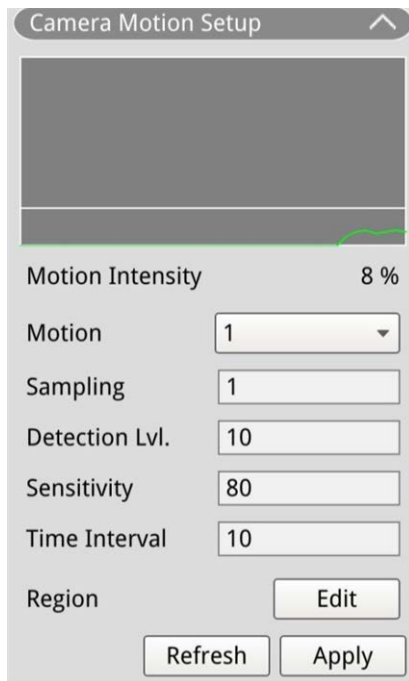 Camera Motion Setup
Motion Intensity 8 %
Motion 1
Sampling 1
Detection Lvl. 10
Sensitivity 80
Time Interval 10
Region Edit
Refresh Apply